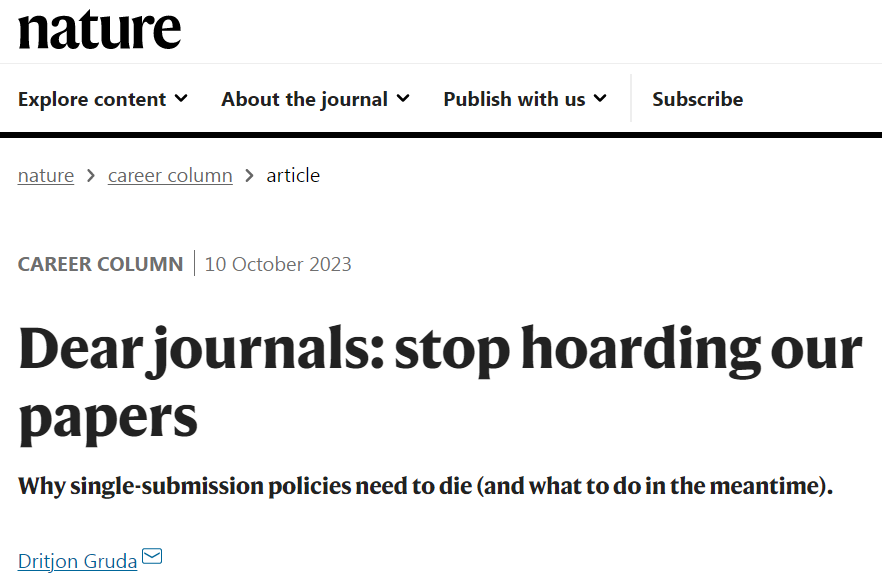 nature
Explore content About the journal Publish with us Subscribe
nature > career column > article
CAREER COLUMN | 10 October 2023
Dear journals: stop hoarding our
papers
Why single-submission policies need to die (and what to do in the meantime).
Dritjon Gruda